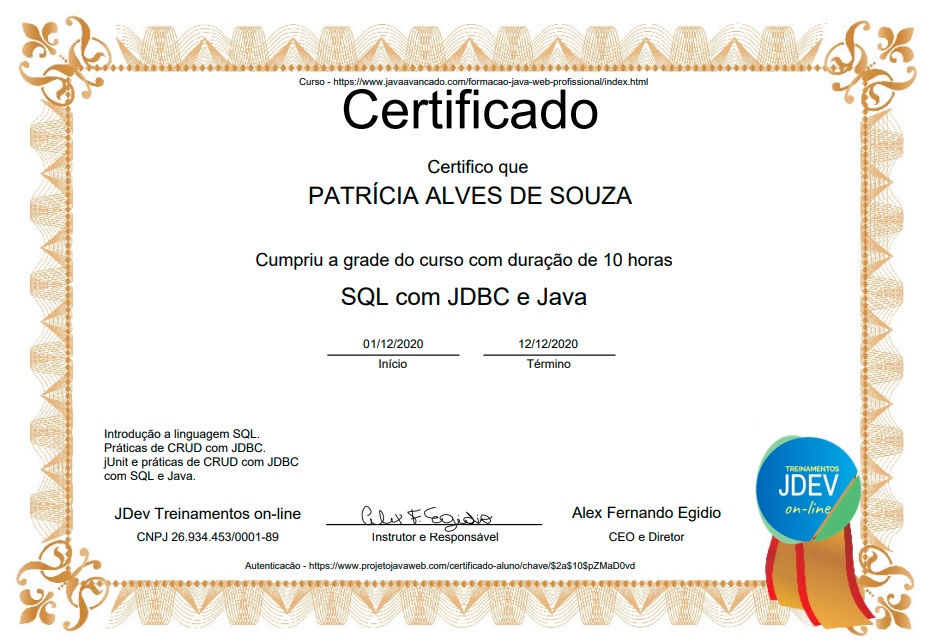 Curso - https://www.javaavancado.com/formacao-java-web-profissional/index.html
Certificado
Certifico que
PATRÍCIA ALVES DE SOUZA
Cumpriu a grade do curso com duração de 10 horas
SQL com JDBC e Java
01/12/2020 12/12/2020
Início Término
Introdução a linguagem SQL.
Práticas de CRUD com JDBC.
jUnit e práticas de CRUD com JDBC
com SQL e Java.
TREINAMENTOS
JDEV
on-line
JDev Treinamentos on-line Alex F. Egidio Alex Fernando Egidio
CNPJ 26.934.453/0001-89 Instrutor e Responsável CEO e Diretor
Autenticacão - https://www.projetojavaweb.com/certificado-aluno/chave/$2a$10$pZMaD0vd